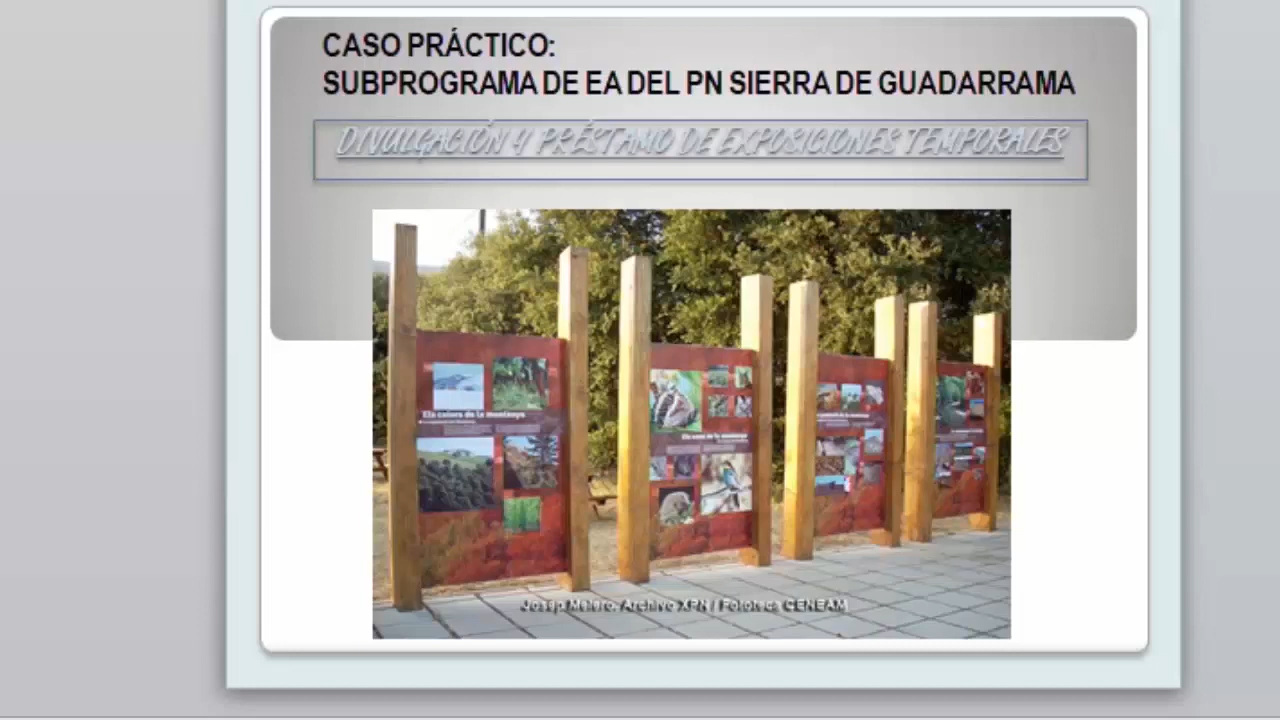 CASO PRÁCTICO:
SUBPROGRAMA DE EA DEL PN SIERRA DE GUADARRAMA
DIVULGACIÓN Y PRÉSTAMO DE EXPOSICIONES TEMPORALES
Els colors de la muntanya
Josep Melero. Archivo XPN / Fototeca CENEAM